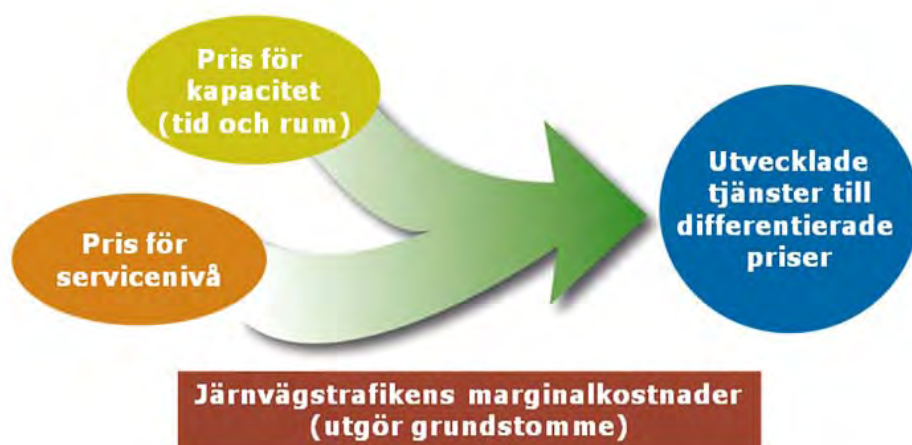 Pris för
kapacitet
(tid och rum)
Pris för
servicenivå
Utvecklade
tjänster till
differentierade
priser
Järnvägstrafikens marginalkostnader
(utgör grundstomme)